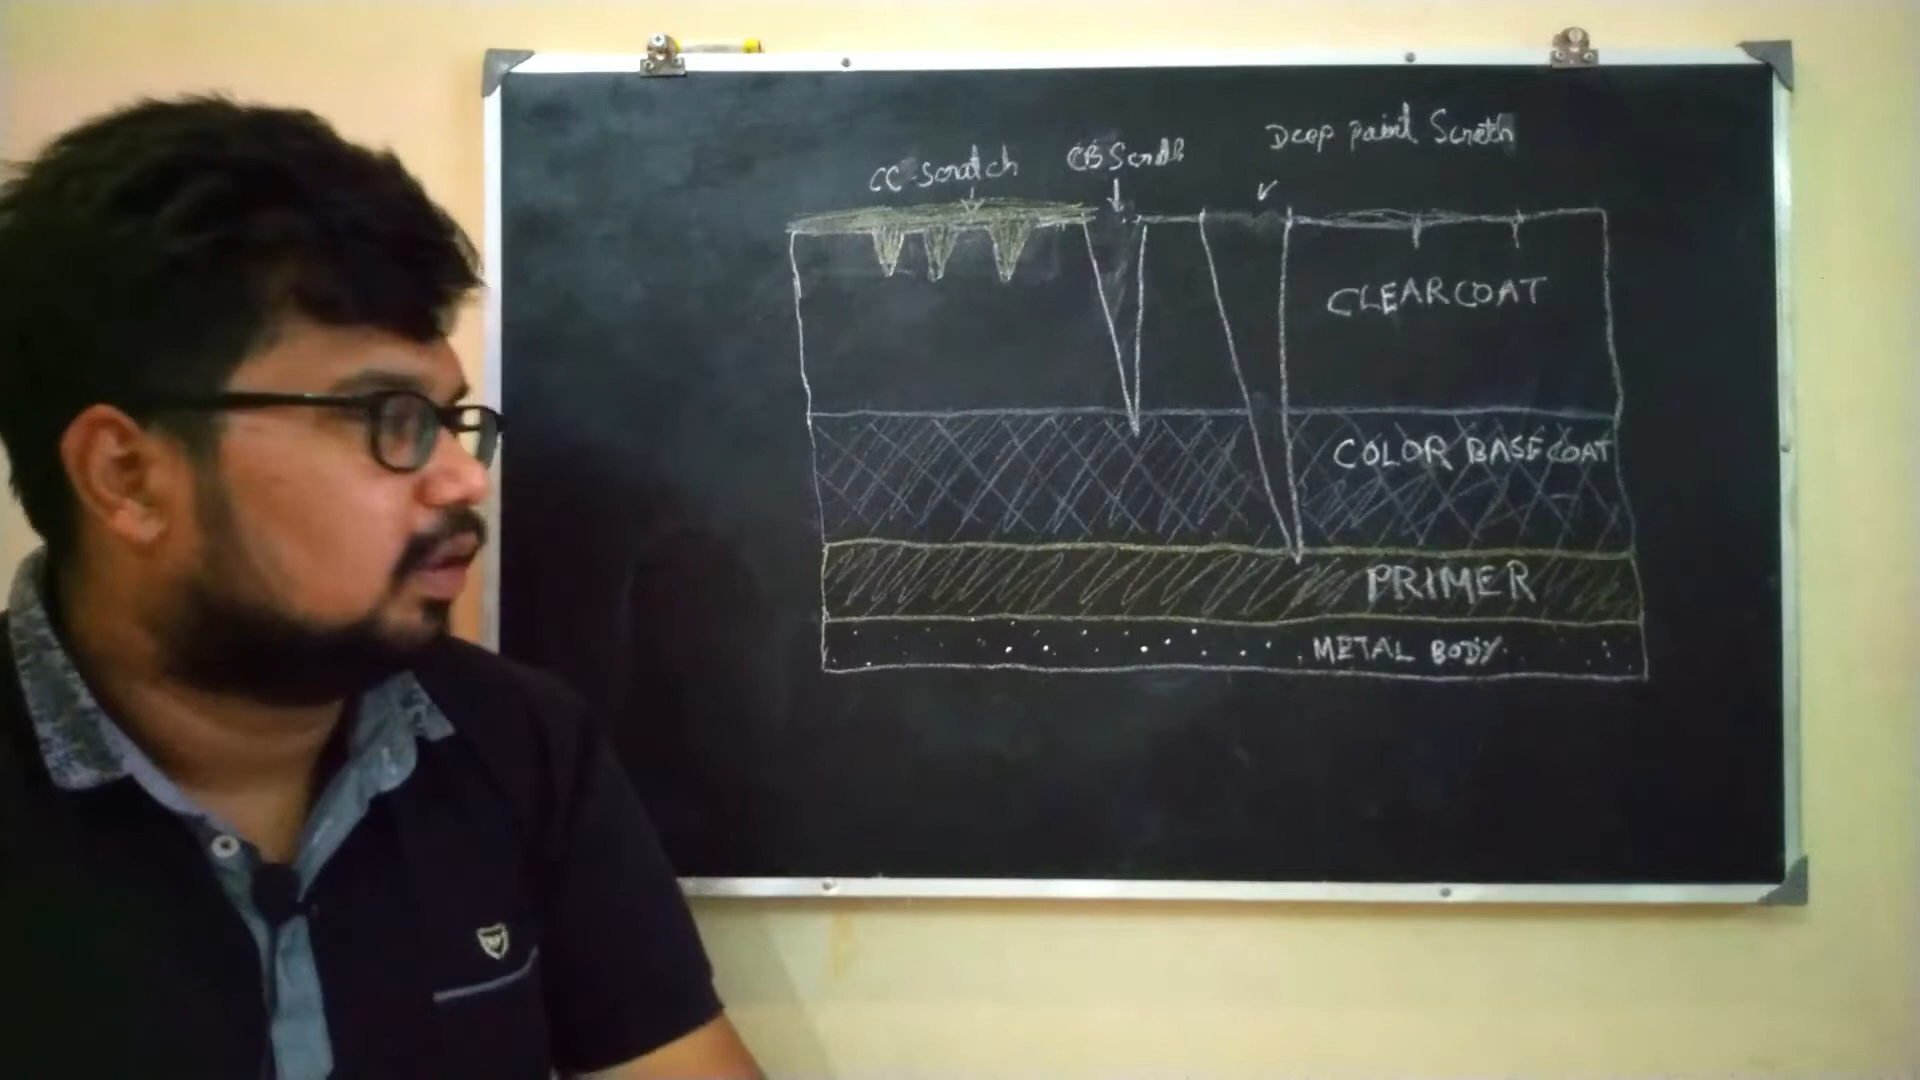 Deep paint Scratch
CC-Scratch
CB Scratch
CLEARCOAT
COLOR BASECOAT
PRIMER
METAL BODY